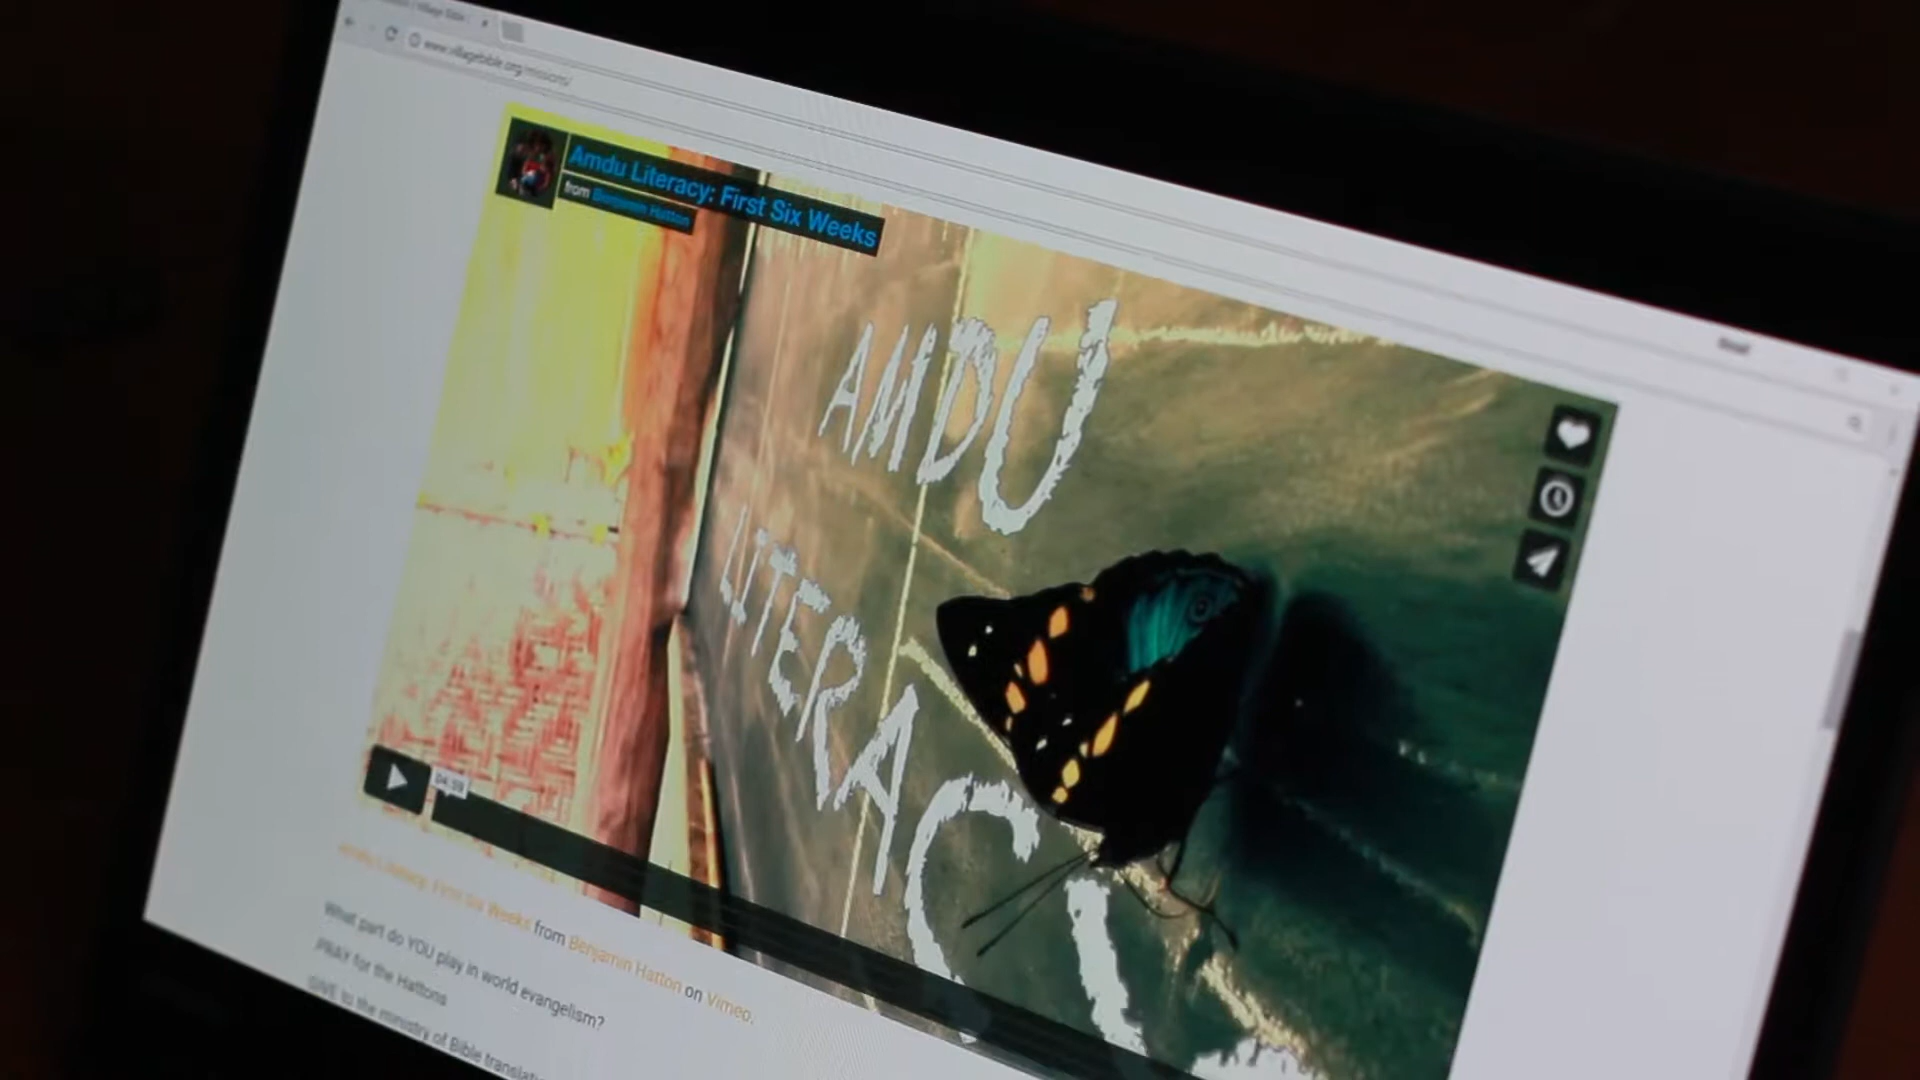 Village Bible
www.villagebible.org/missions/
Amdu Literacy: First Six Weeks
from Benjamin Hatton
AMDU
LITERACY
04:59
Amdu Literacy: First Six Weeks from Benjamin Hatton on Vimeo.
What part do YOU play in world evangelism?
PRAY for the Hattons
GIVE to the ministry of Bible